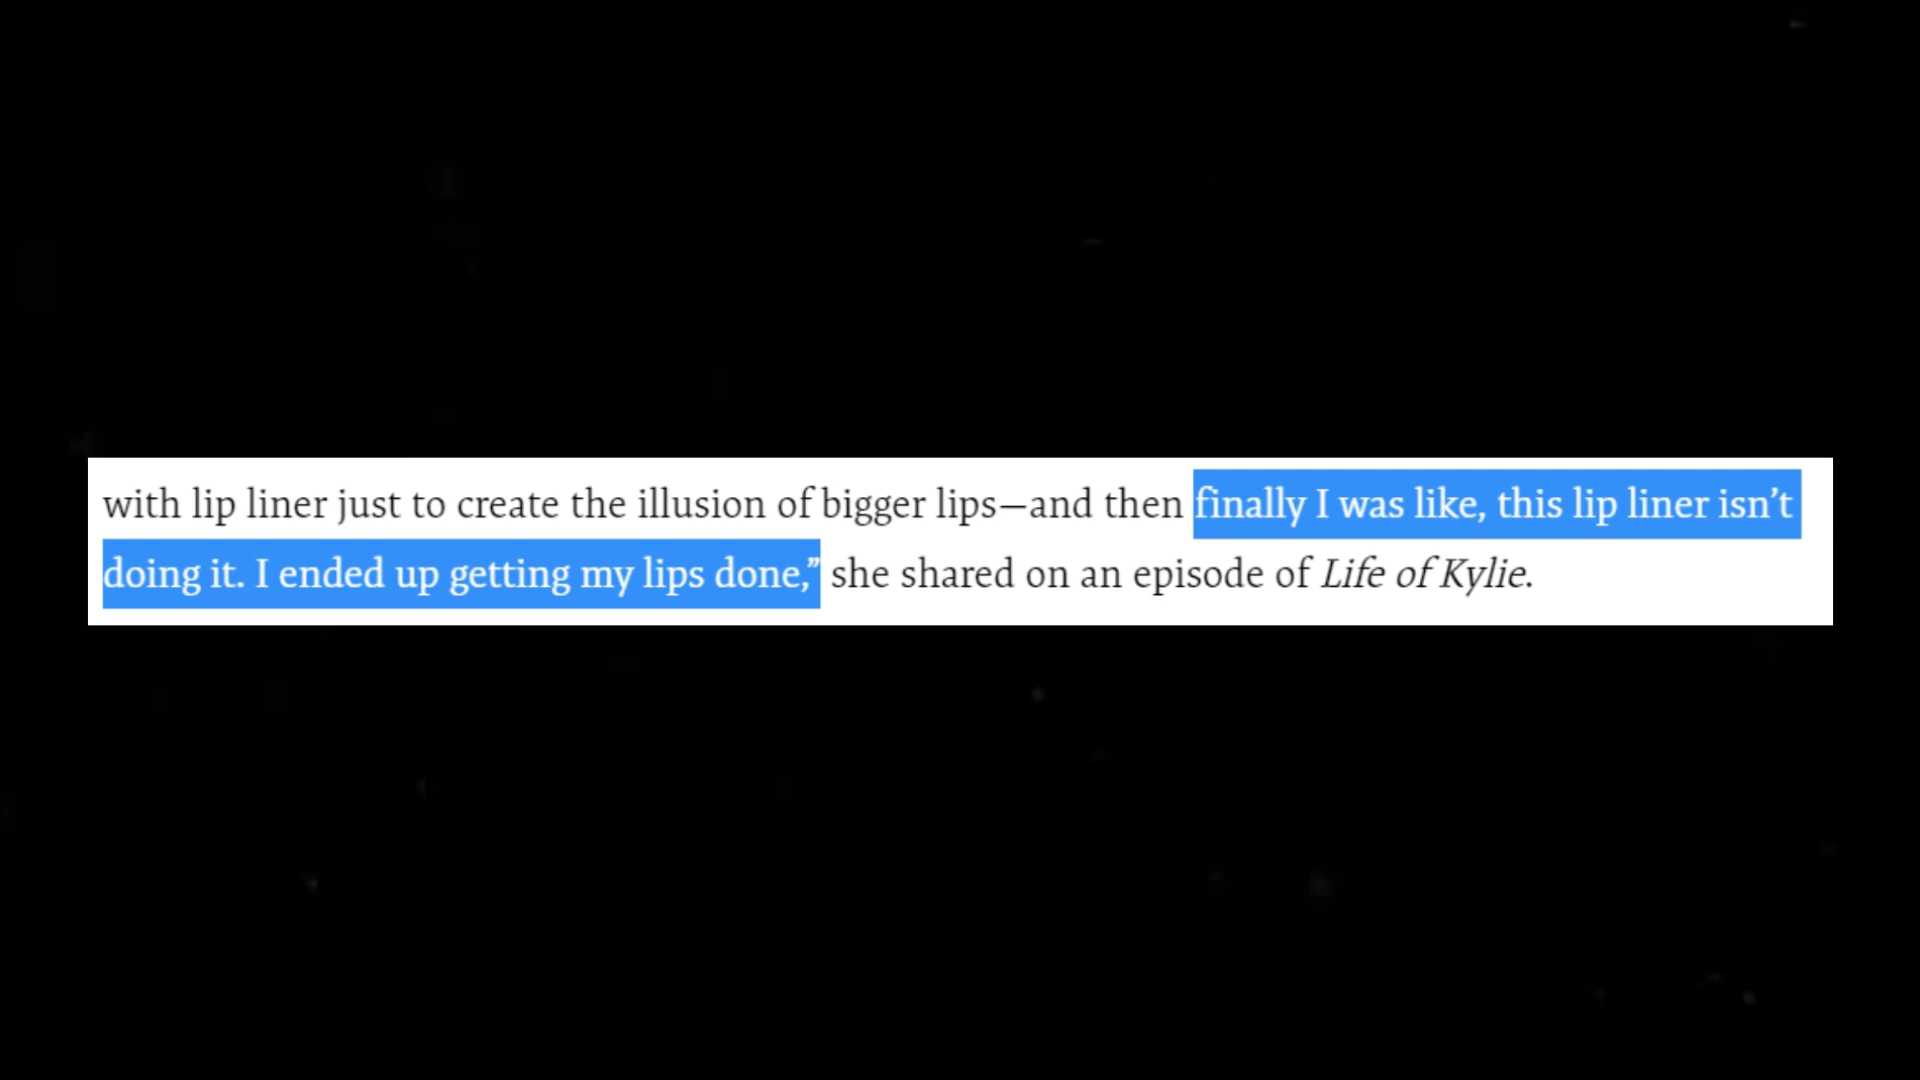 with lip liner just to create the illusion of bigger lips—and then finally I was like, this lip liner isn’t
doing it. I ended up getting my lips done,” she shared on an episode of Life of Kylie.